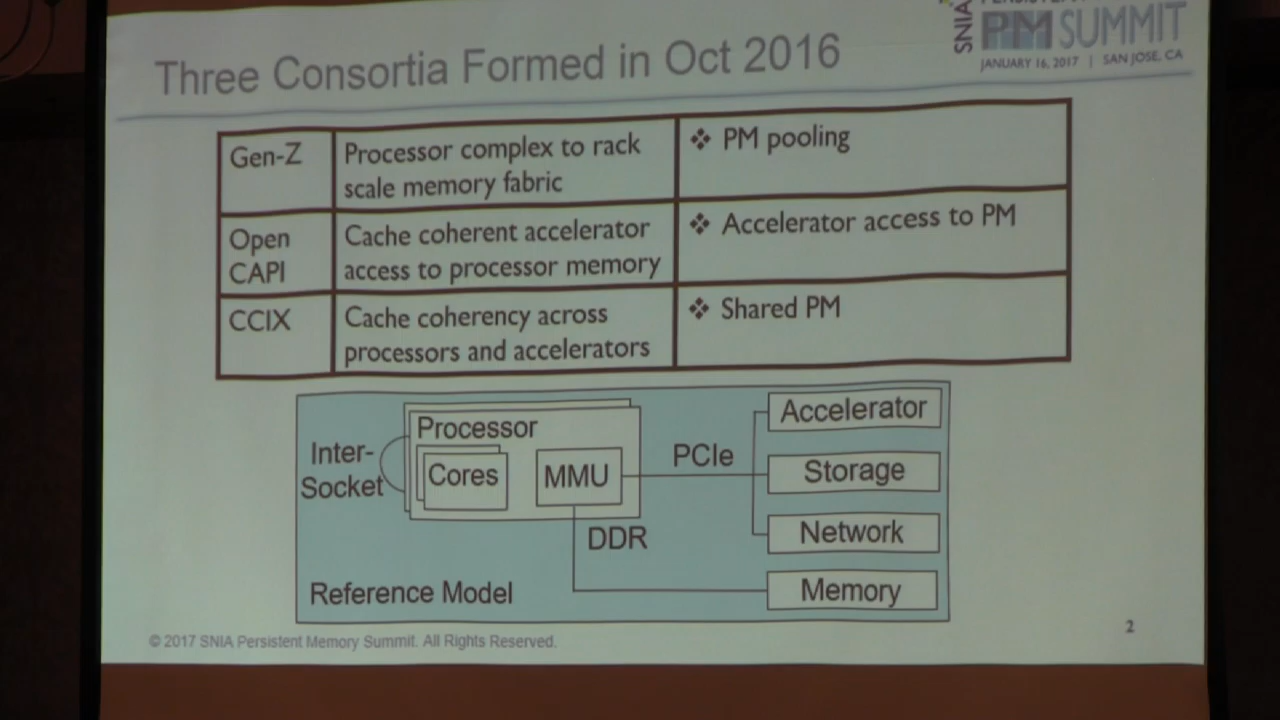 Three Consortia Formed in Oct 2016
SNIA
PM SUMMIT
JANUARY 16, 2017 | SAN JOSE, CA
Gen-Z
Processor complex to rack
scale memory fabric
❖ PM pooling
Open
CAPI
Cache coherent accelerator
access to processor memory
❖ Accelerator access to PM
CCIX
Cache coherency across
processors and accelerators
❖ Shared PM
Inter-
Socket
Processor
Cores
MMU
PCIe
DDR
Accelerator
Storage
Network
Memory
Reference Model
© 2017 SNIA Persistent Memory Summit. All Rights Reserved.
2